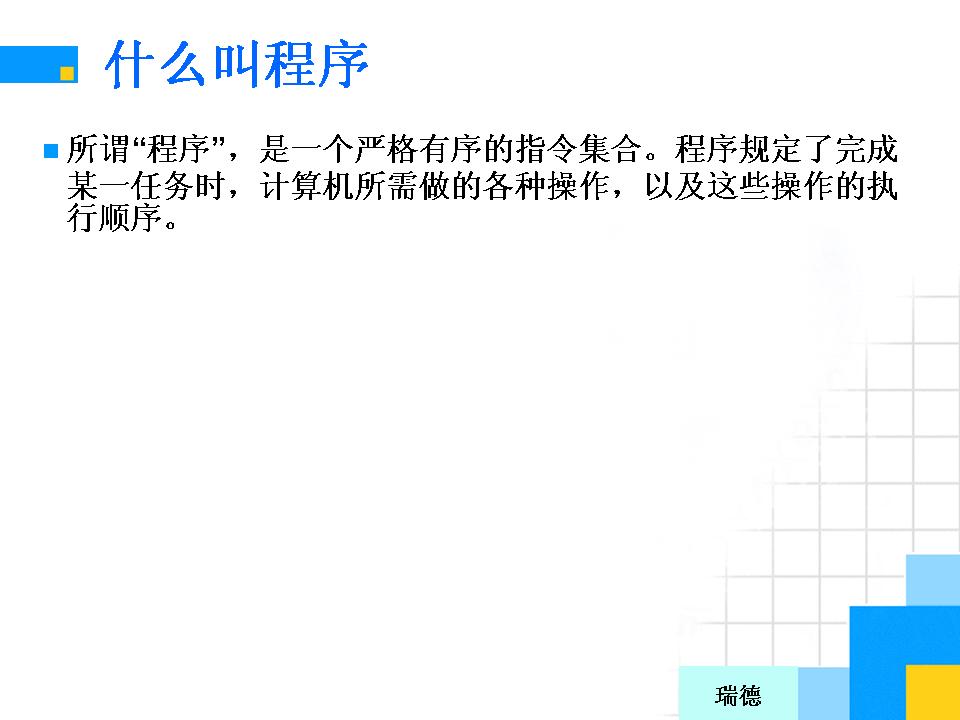 什么叫程序
所谓“程序”，是一个严格有序的指令集合。程序规定了完成
某一任务时，计算机所需做的各种操作，以及这些操作的执
行顺序。
瑞德